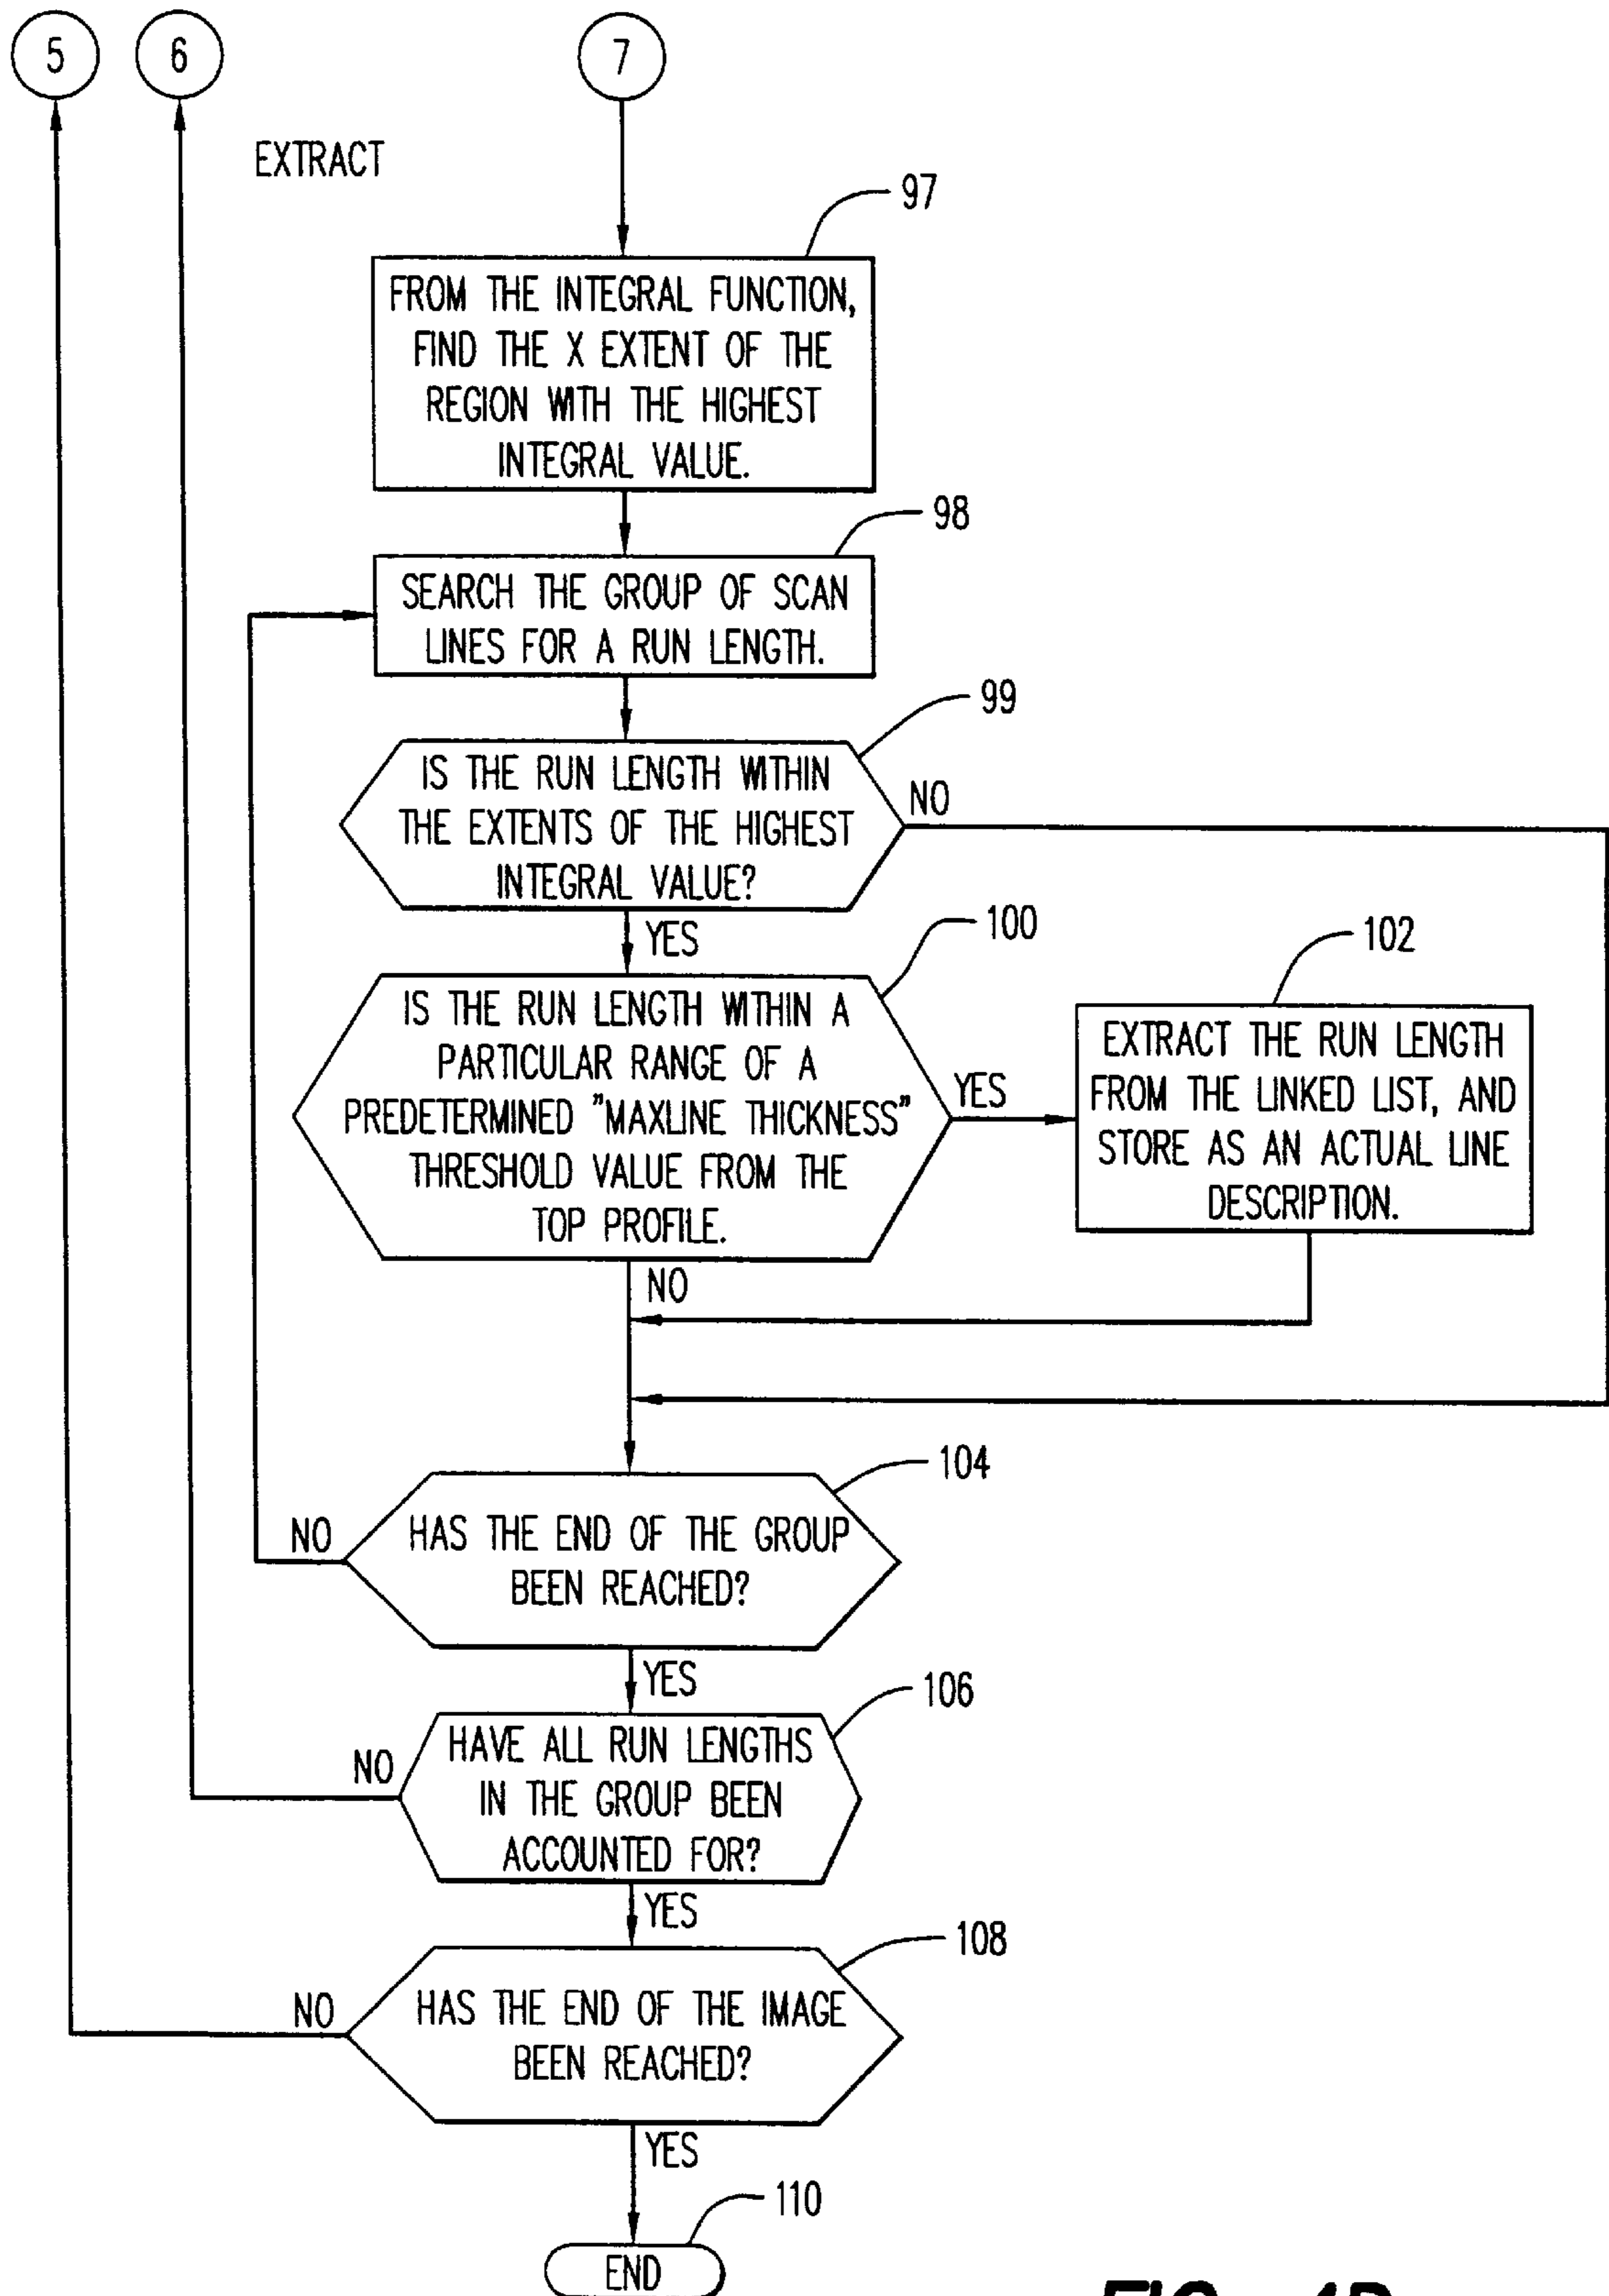 5
6
7
EXTRACT
97
FROM THE INTEGRAL FUNCTION,
FIND THE X EXTENT OF THE
REGION WITH THE HIGHEST
INTEGRAL VALUE.
98
SEARCH THE GROUP OF SCAN
LINES FOR A RUN LENGTH.
99
IS THE RUN LENGTH WITHIN
THE EXTENTS OF THE HIGHEST
INTEGRAL VALUE?
NO
YES
100
IS THE RUN LENGTH WITHIN A
PARTICULAR RANGE OF A
PREDETERMINED "MAXLINE THICKNESS"
THRESHOLD VALUE FROM THE
TOP PROFILE.
YES
NO
102
EXTRACT THE RUN LENGTH
FROM THE LINKED LIST, AND
STORE AS AN ACTUAL LINE
DESCRIPTION.
104
HAS THE END OF THE GROUP
BEEN REACHED?
NO
YES
106
HAVE ALL RUN LENGTHS
IN THE GROUP BEEN
ACCOUNTED FOR?
NO
YES
108
HAS THE END OF THE IMAGE
BEEN REACHED?
NO
YES
110
END